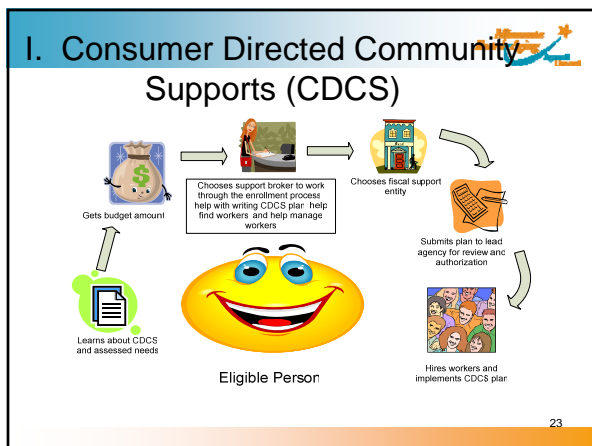 I. Consumer Directed Community
Supports (CDCS)
Minnesota
$
Gets budget amount
Chooses support broker to work
through the enrollment process
help with writing CDCS plan help
find workers and help manage
workers
Chooses fiscal support
entity
Submits plan to lead
agency for review and
authorization
Learns about CDCS
and assessed needs
Eligible Person
Hires workers and
implements CDCS plan
23